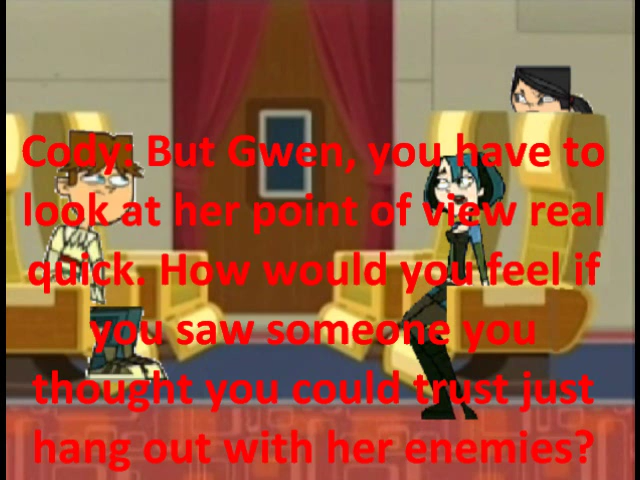 Cody: But Gwen, you have to
look at her point of view real
quick. How would you feel if
you saw someone you
thought you could trust just
hang out with her enemies?